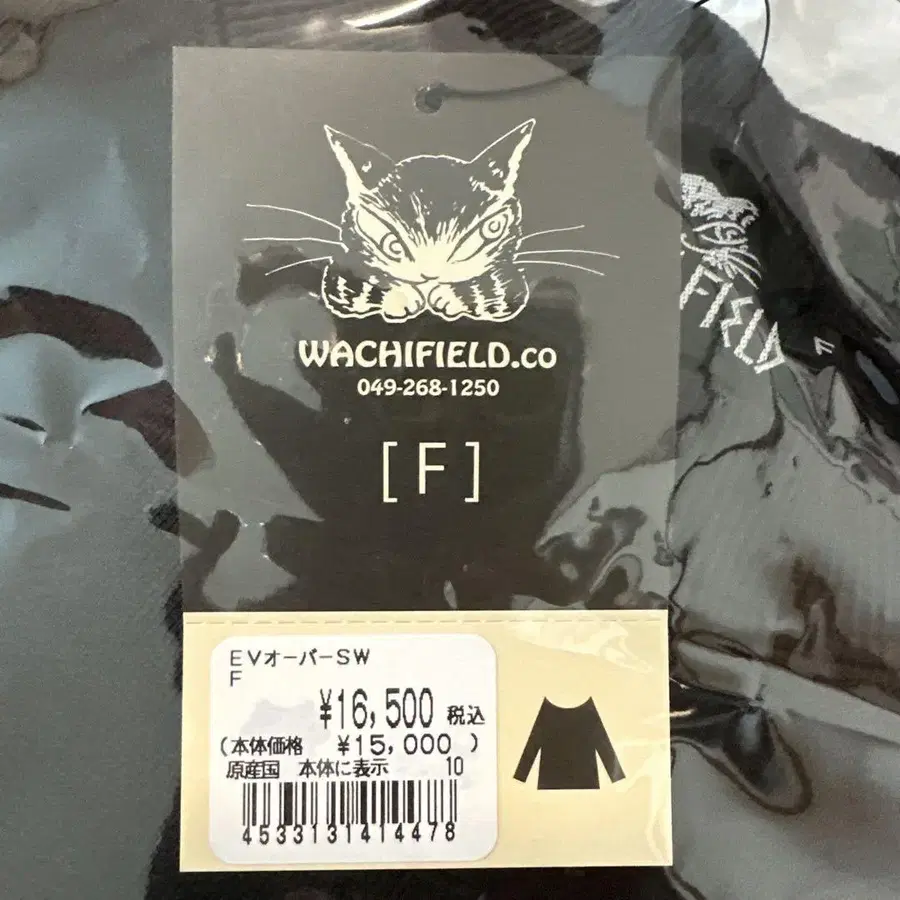 WACHIFIELD.co
049-268-1250
[F]
EVオーバーSW
F
¥16,500 税込
(本体価格 ¥15,000 )
原産国 本体に表示 10
4533131414478